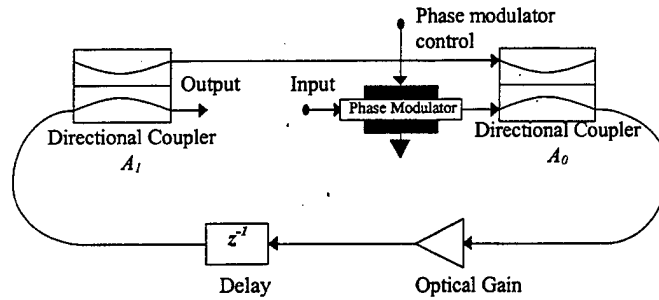 Phase modulator
control
Output
Input
Phase Modulator
Directional Coupler
A₁
Directional Coupler
A₀
z⁻¹
Delay
Optical Gain